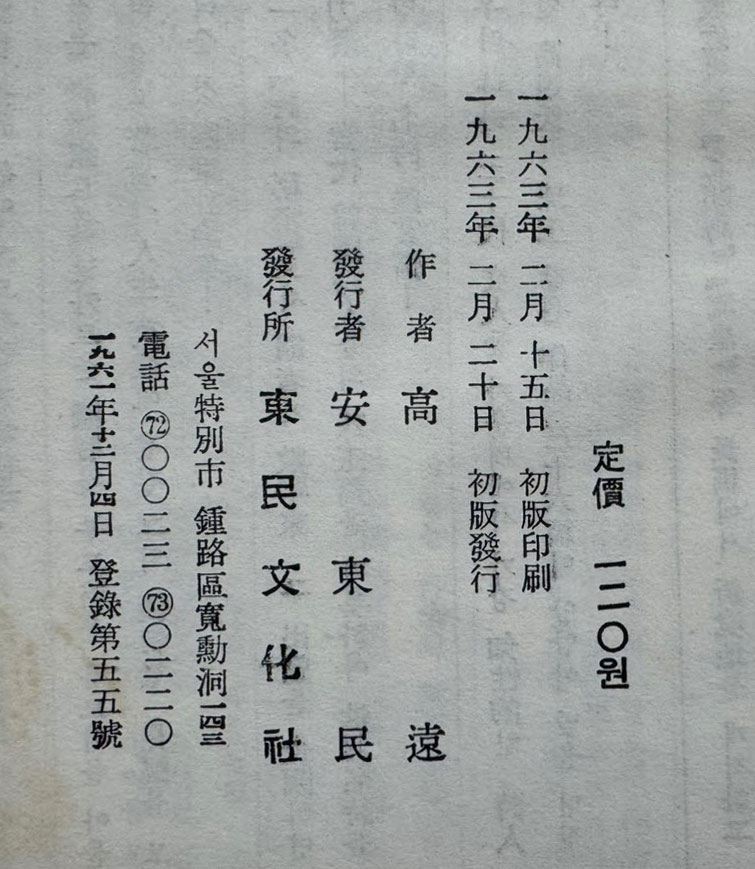 定價 一二〇원
一九六三年 二月 十五日 初版印刷
一九六三年 二月 二十日 初版發行
作者 高遠
發行者 安東民
發行所 東民文化社
서울特別市 鍾路區寬勳洞一四三
電話 ㉒〇〇二三 ㉓〇二二〇
一九六一年十二月四日 登錄第五五號